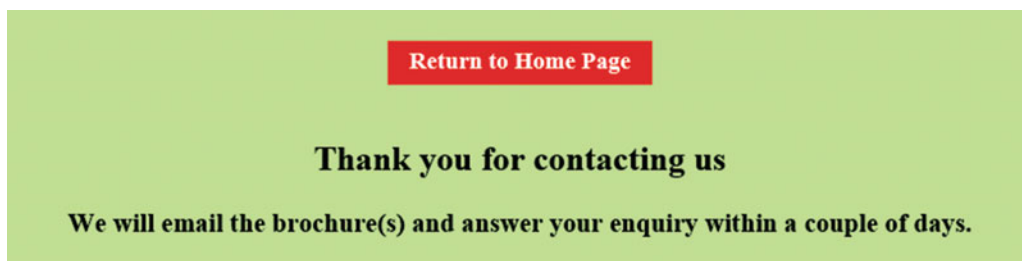 Return to Home Page
Thank you for contacting us
We will email the brochure(s) and answer your enquiry within a couple of days.